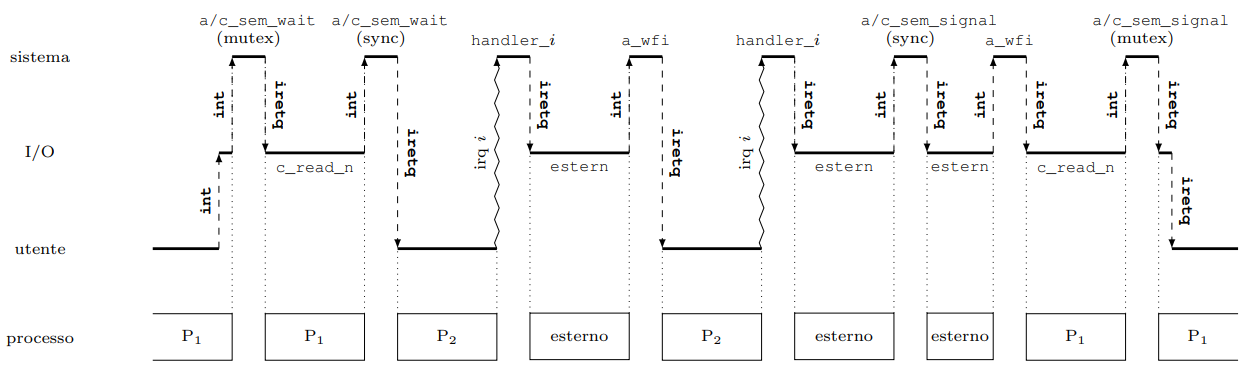 a/c_sem_wait a/c_sem_wait a/c_sem_signal a/c_sem_signal
(mutex) (sync) handler_i a_wfi handler_i (sync) a_wfi (mutex)
sistema
int iretq int iretq irq i iretq int iretq irq i iretq int iretq int iretq int iretq
I/O
c_read_n estern estern estern c_read_n
int iretq
utente
processo P1 P1 P2 esterno P2 esterno esterno P1 P1